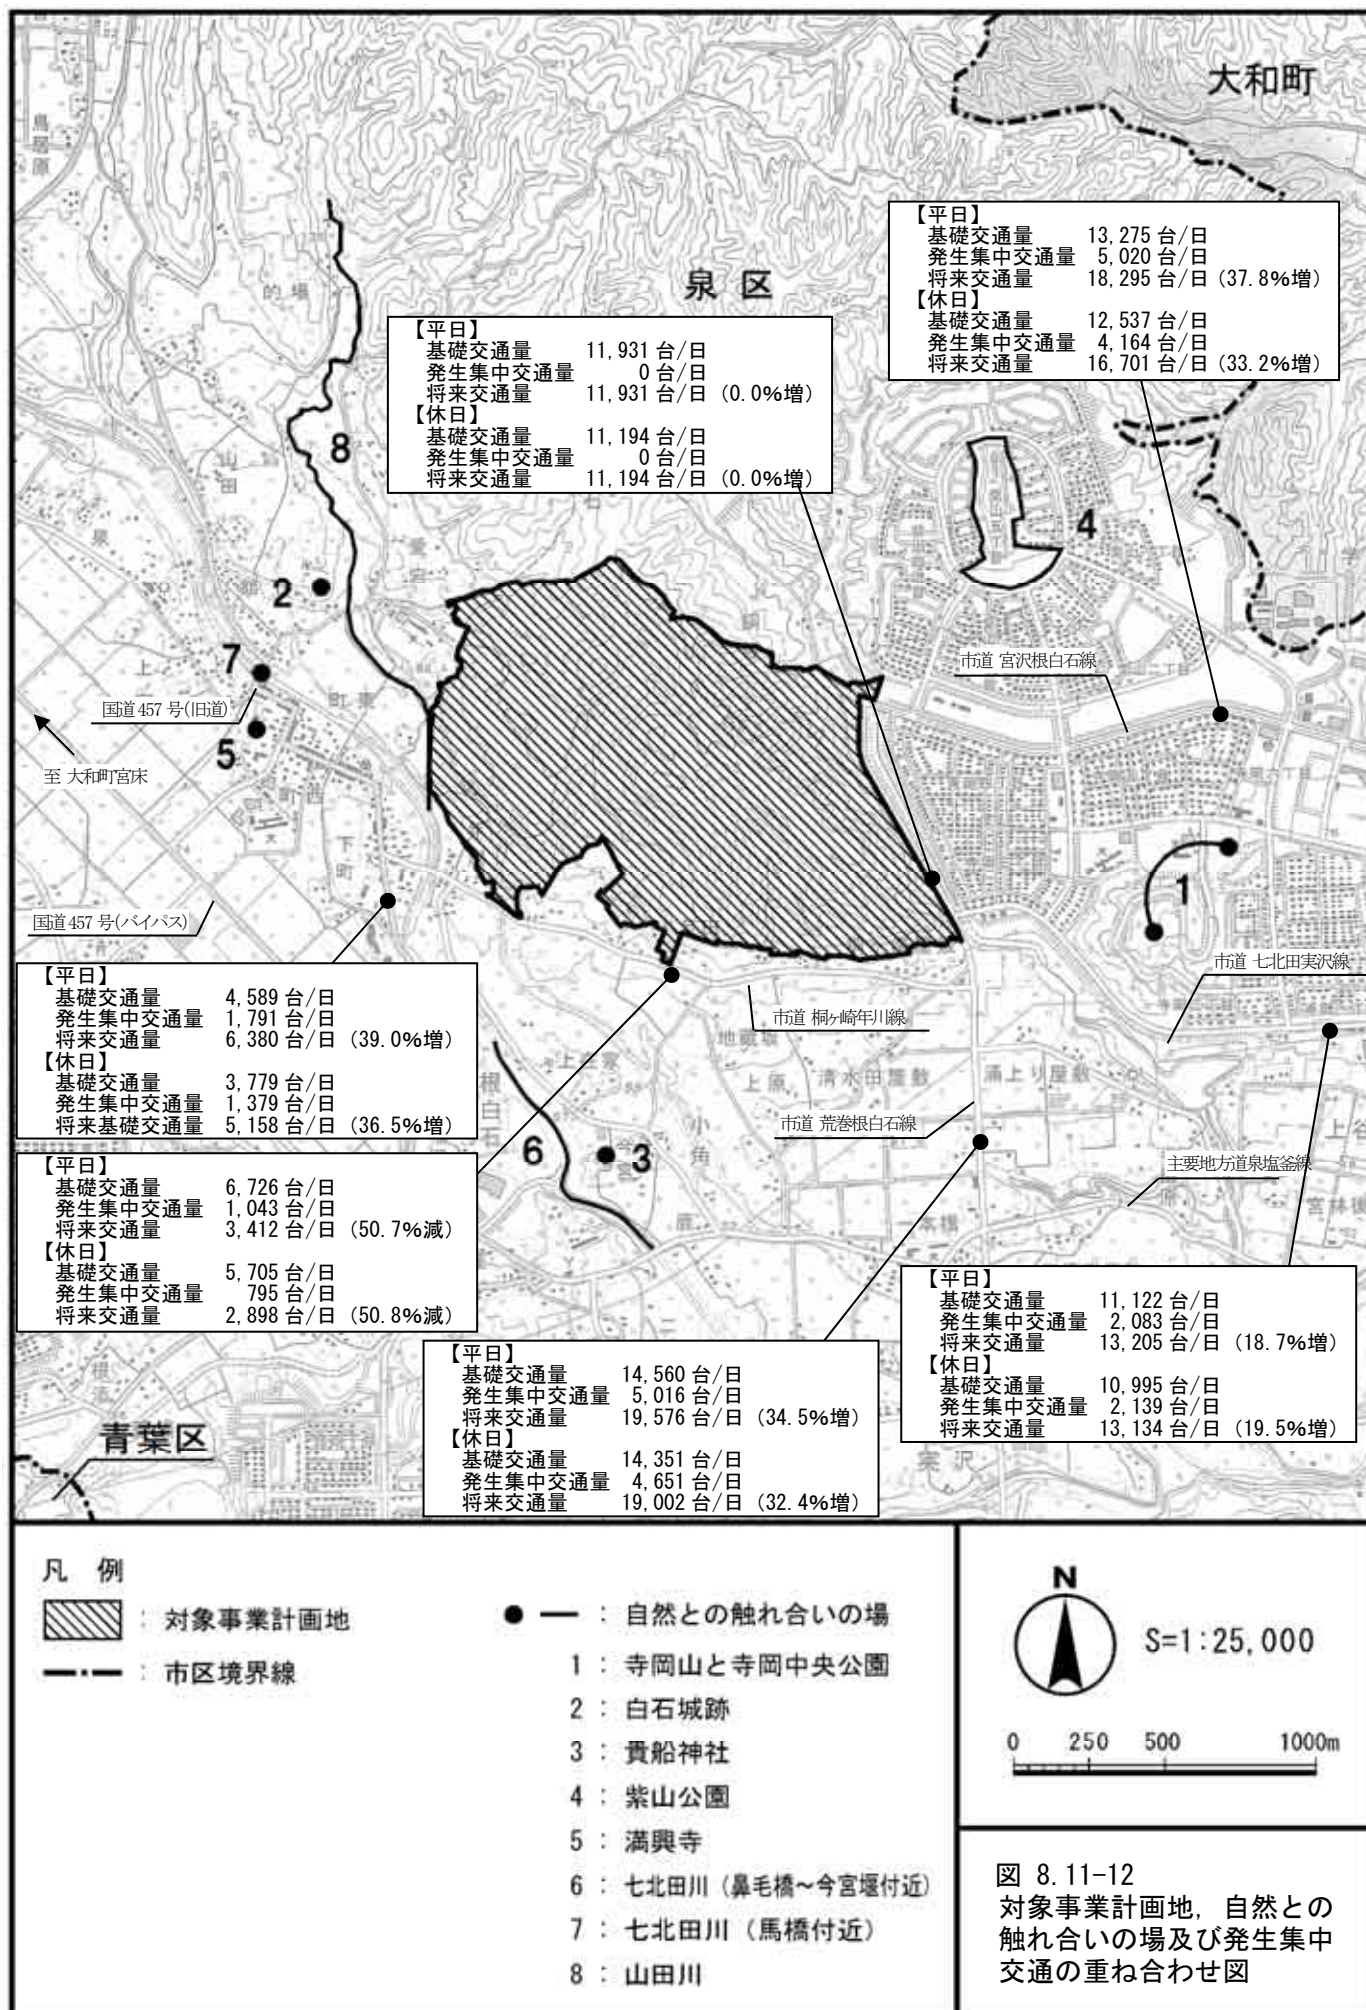 大和町
泉区
【平日】
基礎交通量 13,275 台/日
発生集中交通量 5,020 台/日
将来交通量 18,295 台/日 (37.8%増)
【休日】
基礎交通量 12,537 台/日
発生集中交通量 4,164 台/日
将来交通量 16,701 台/日 (33.2%増)
【平日】
基礎交通量 11,931 台/日
発生集中交通量 0 台/日
将来交通量 11,931 台/日 (0.0%増)
【休日】
基礎交通量 11,194 台/日
発生集中交通量 0 台/日
将来交通量 11,194 台/日 (0.0%増)
的場
山田
8
4
2
7
5
1
市道 宮沢根白石線
国道457 号(旧道)
至 大和町宮床
町東
下町
国道457 号(バイパス)
市道 七北田実沢線
市道 桐ヶ崎年川線
【平日】
基礎交通量 4,589 台/日
発生集中交通量 1,791 台/日
将来交通量 6,380 台/日 (39.0%増)
【休日】
基礎交通量 3,779 台/日
発生集中交通量 1,379 台/日
将来基礎交通量 5,158 台/日 (36.5%増)
根白石
上原
清水田屋敷
涌上り屋敷
市道 荒巻根白石線
小角
今宮
6
3
主要地方道泉塩釜線
一本橋
【平日】
基礎交通量 6,726 台/日
発生集中交通量 1,043 台/日
将来交通量 3,412 台/日 (50.7%減)
【休日】
基礎交通量 5,705 台/日
発生集中交通量 795 台/日
将来交通量 2,898 台/日 (50.8%減)
【平日】
基礎交通量 11,122 台/日
発生集中交通量 2,083 台/日
将来交通量 13,205 台/日 (18.7%増)
【休日】
基礎交通量 10,995 台/日
発生集中交通量 2,139 台/日
将来交通量 13,134 台/日 (19.5%増)
【平日】
基礎交通量 14,560 台/日
発生集中交通量 5,016 台/日
将来交通量 19,576 台/日 (34.5%増)
【休日】
基礎交通量 14,351 台/日
発生集中交通量 4,651 台/日
将来交通量 19,002 台/日 (32.4%増)
青葉区
実沢
凡 例
: 対象事業計画地
: 市区境界線
: 自然との触れ合いの場
1 : 寺岡山と寺岡中央公園
2 : 白石城跡
3 : 貴船神社
4 : 紫山公園
5 : 満興寺
6 : 七北田川（鼻毛橋～今宮堰付近）
7 : 七北田川（馬橋付近）
8 : 山田川
N
S=1:25,000
0 250 500 1000m
図 8.11-12
対象事業計画地，自然との
触れ合いの場及び発生集中
交通の重ね合わせ図